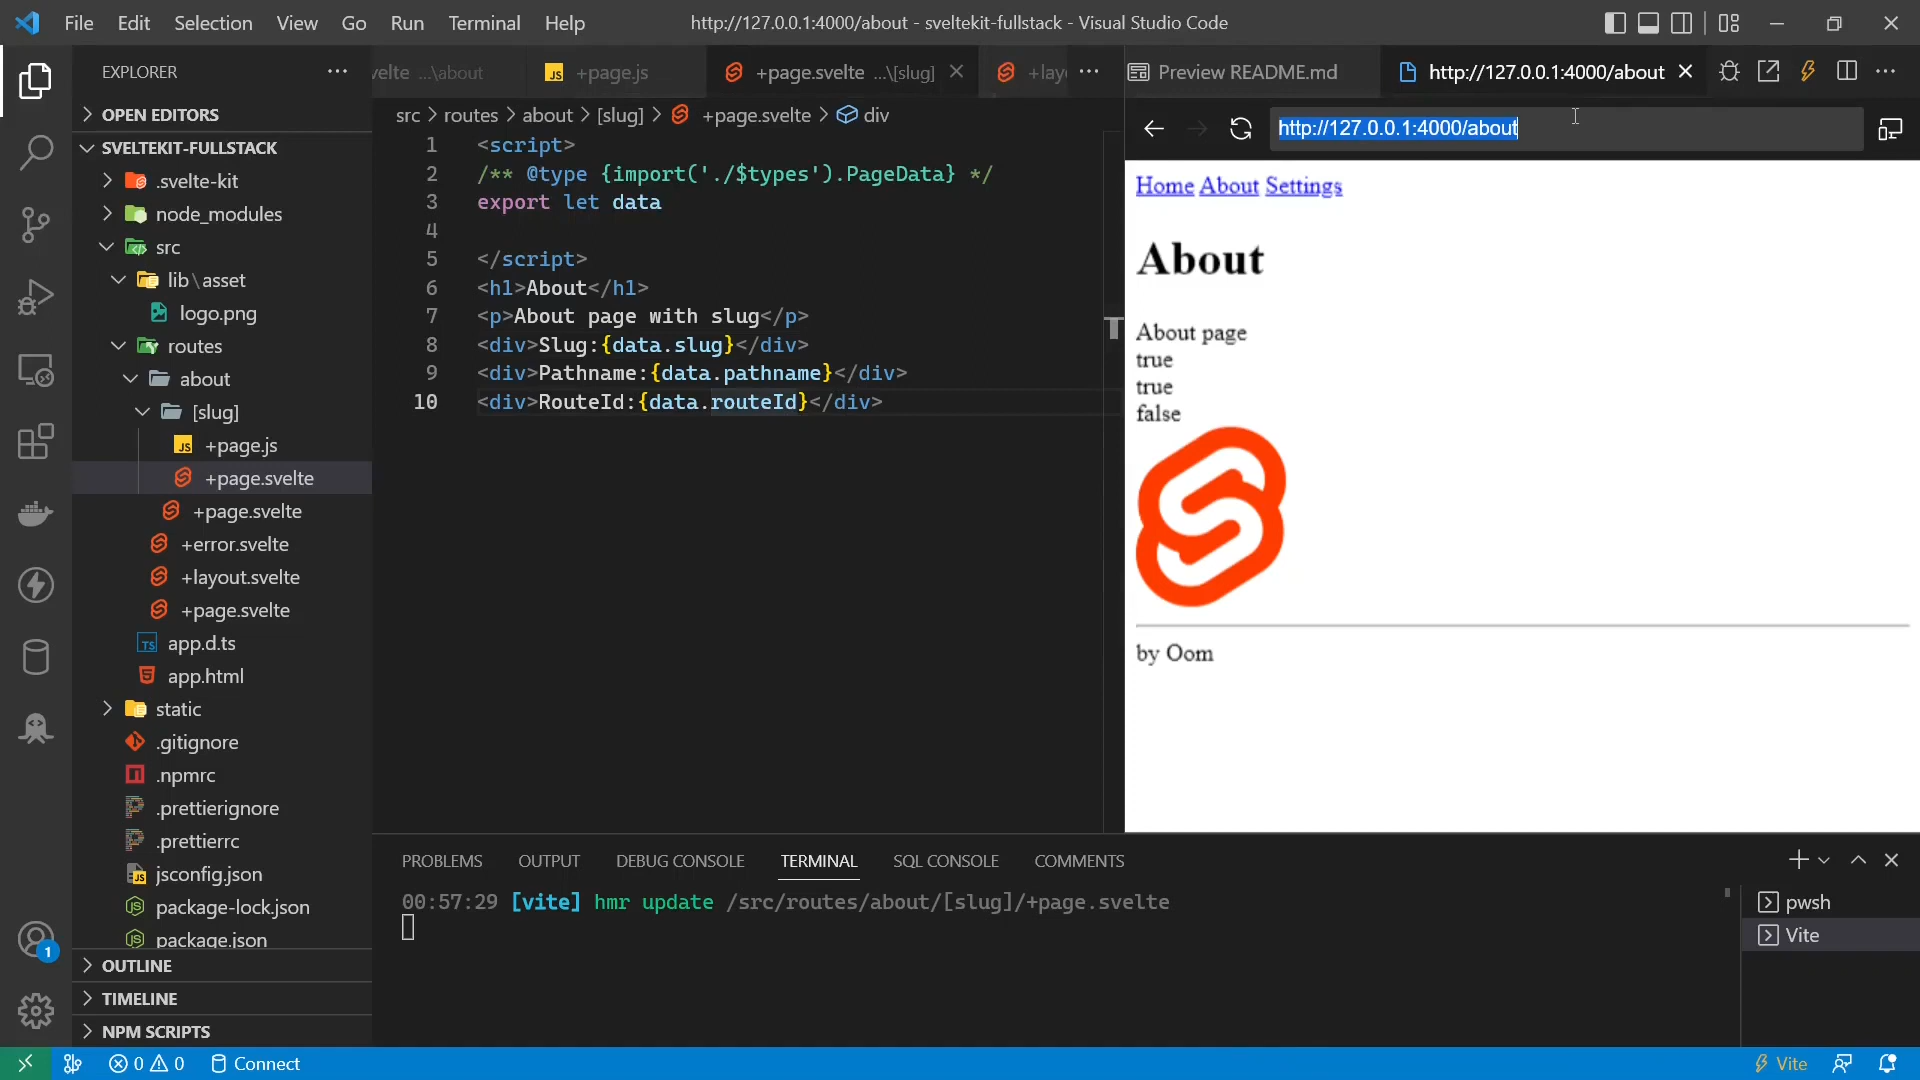 File Edit Selection View Go Run Terminal Help
http://127.0.0.1:4000/about - sveltekit-fullstack - Visual Studio Code
EXPLORER
OPEN EDITORS
SVELTEKIT-FULLSTACK
.svelte-kit
node_modules
src
lib\asset
logo.png
routes
about
[slug]
+page.js
+page.svelte
+page.svelte
+error.svelte
+layout.svelte
+page.svelte
app.d.ts
app.html
static
.gitignore
.npmrc
.prettierignore
.prettierrc
jsconfig.json
package-lock.json
package.json
OUTLINE
TIMELINE
NPM SCRIPTS
velte ...\about
+page.js
+page.svelte ...\[slug]
+lay
src > routes > about > [slug] > +page.svelte > div
1 <script>
2 /** @type {import('./$types').PageData} */
3 export let data
4
5 </script>
6 <h1>About</h1>
7 <p>About page with slug</p>
8 <div>Slug:{data.slug}</div>
9 <div>Pathname:{data.pathname}</div>
10 <div>RouteId:{data.routeId}</div>
Preview README.md
http://127.0.0.1:4000/about
http://127.0.0.1:4000/about
Home About Settings
About
About page
true
true
false
by Oom
PROBLEMS OUTPUT DEBUG CONSOLE TERMINAL SQL CONSOLE COMMENTS
00:57:29 [vite] hmr update /src/routes/about/[slug]/+page.svelte
pwsh
Vite
1
0 0 Connect
Vite